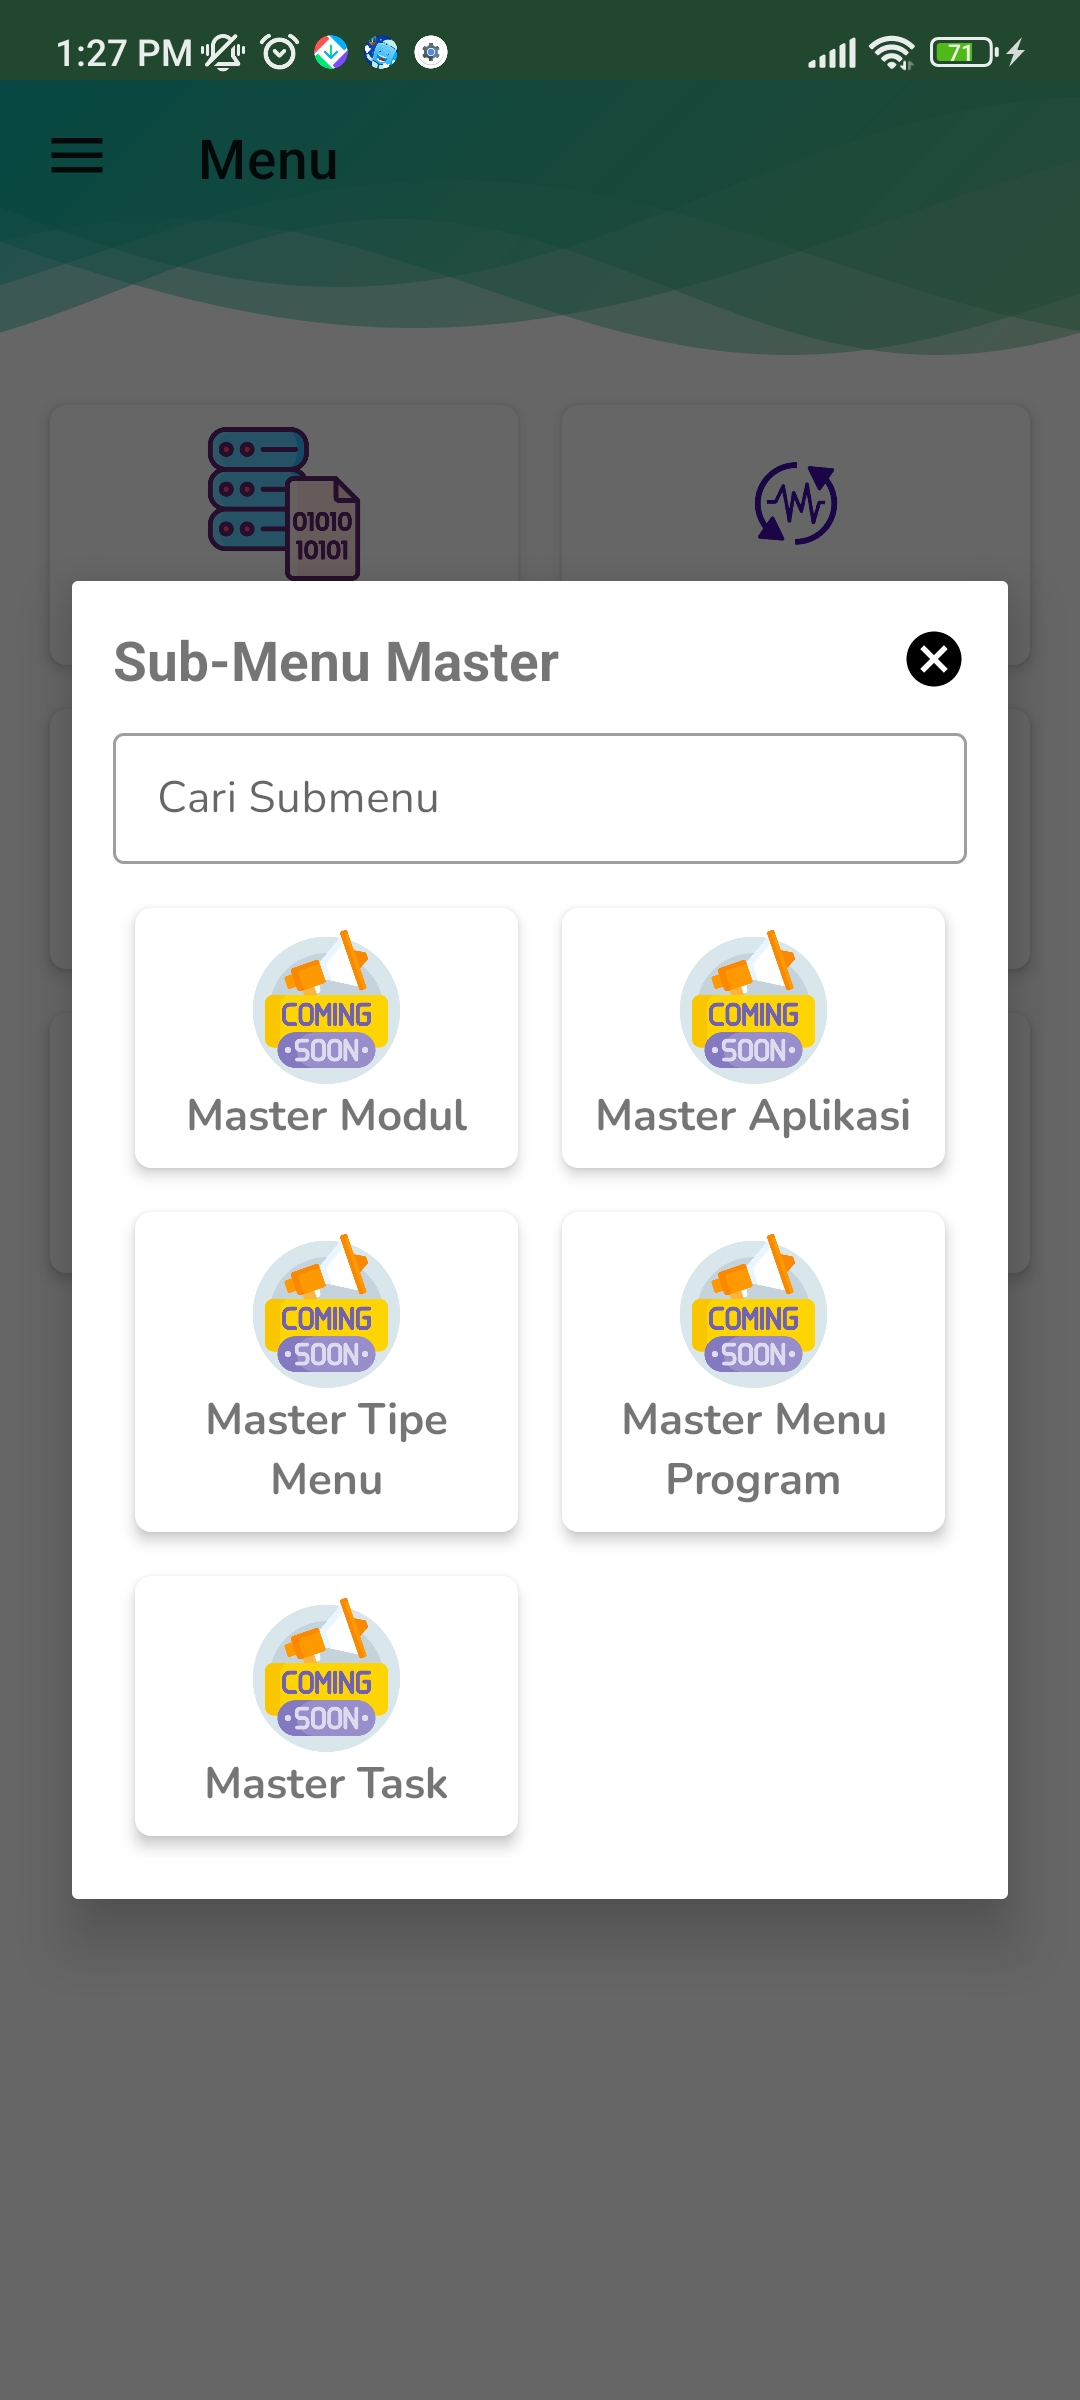 1:27 PM
71
Menu
01010
10101
Sub-Menu Master
Cari Submenu
COMING
SOON
Master Modul
COMING
SOON
Master Aplikasi
COMING
SOON
Master Tipe
Menu
COMING
SOON
Master Menu
Program
COMING
SOON
Master Task